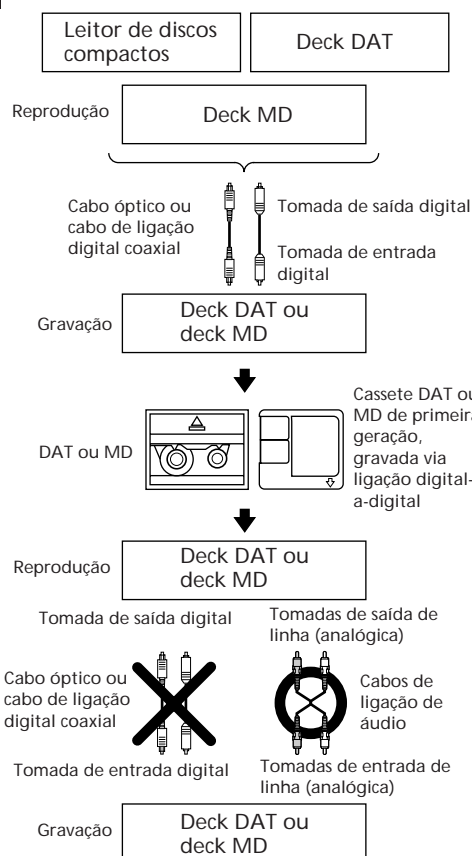 Leitor de discos
compactos
Deck DAT
Reprodução
Deck MD
Cabo óptico ou
cabo de ligação
digital coaxial
Tomada de saída digital
Tomada de entrada
digital
Gravação
Deck DAT ou
deck MD
DAT ou MD
Cassete DAT ou
MD de primeira
geração,
gravada via
ligação digital-
a-digital
Reprodução
Deck DAT ou
deck MD
Tomada de saída digital
Tomadas de saída de
linha (analógica)
Cabo óptico ou
cabo de ligação
digital coaxial
Cabos de
ligação de
áudio
Tomada de entrada digital
Tomadas de entrada de
linha (analógica)
Gravação
Deck DAT ou
deck MD